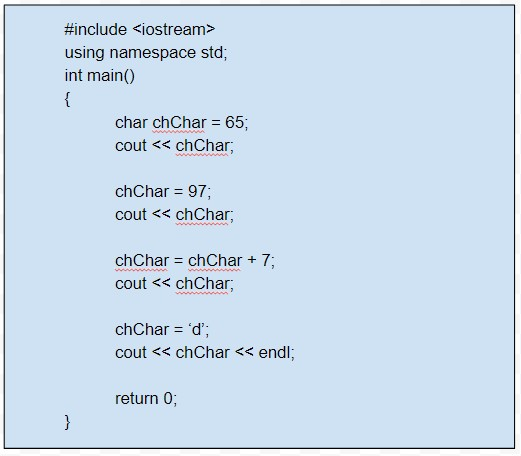 #include <iostream>
using namespace std;
int main()
{
char chChar = 65;
cout << chChar;
chChar = 97;
cout << chChar;
chChar = chChar + 7;
cout << chChar;
chChar = ‘d’;
cout << chChar << endl;
return 0;
}